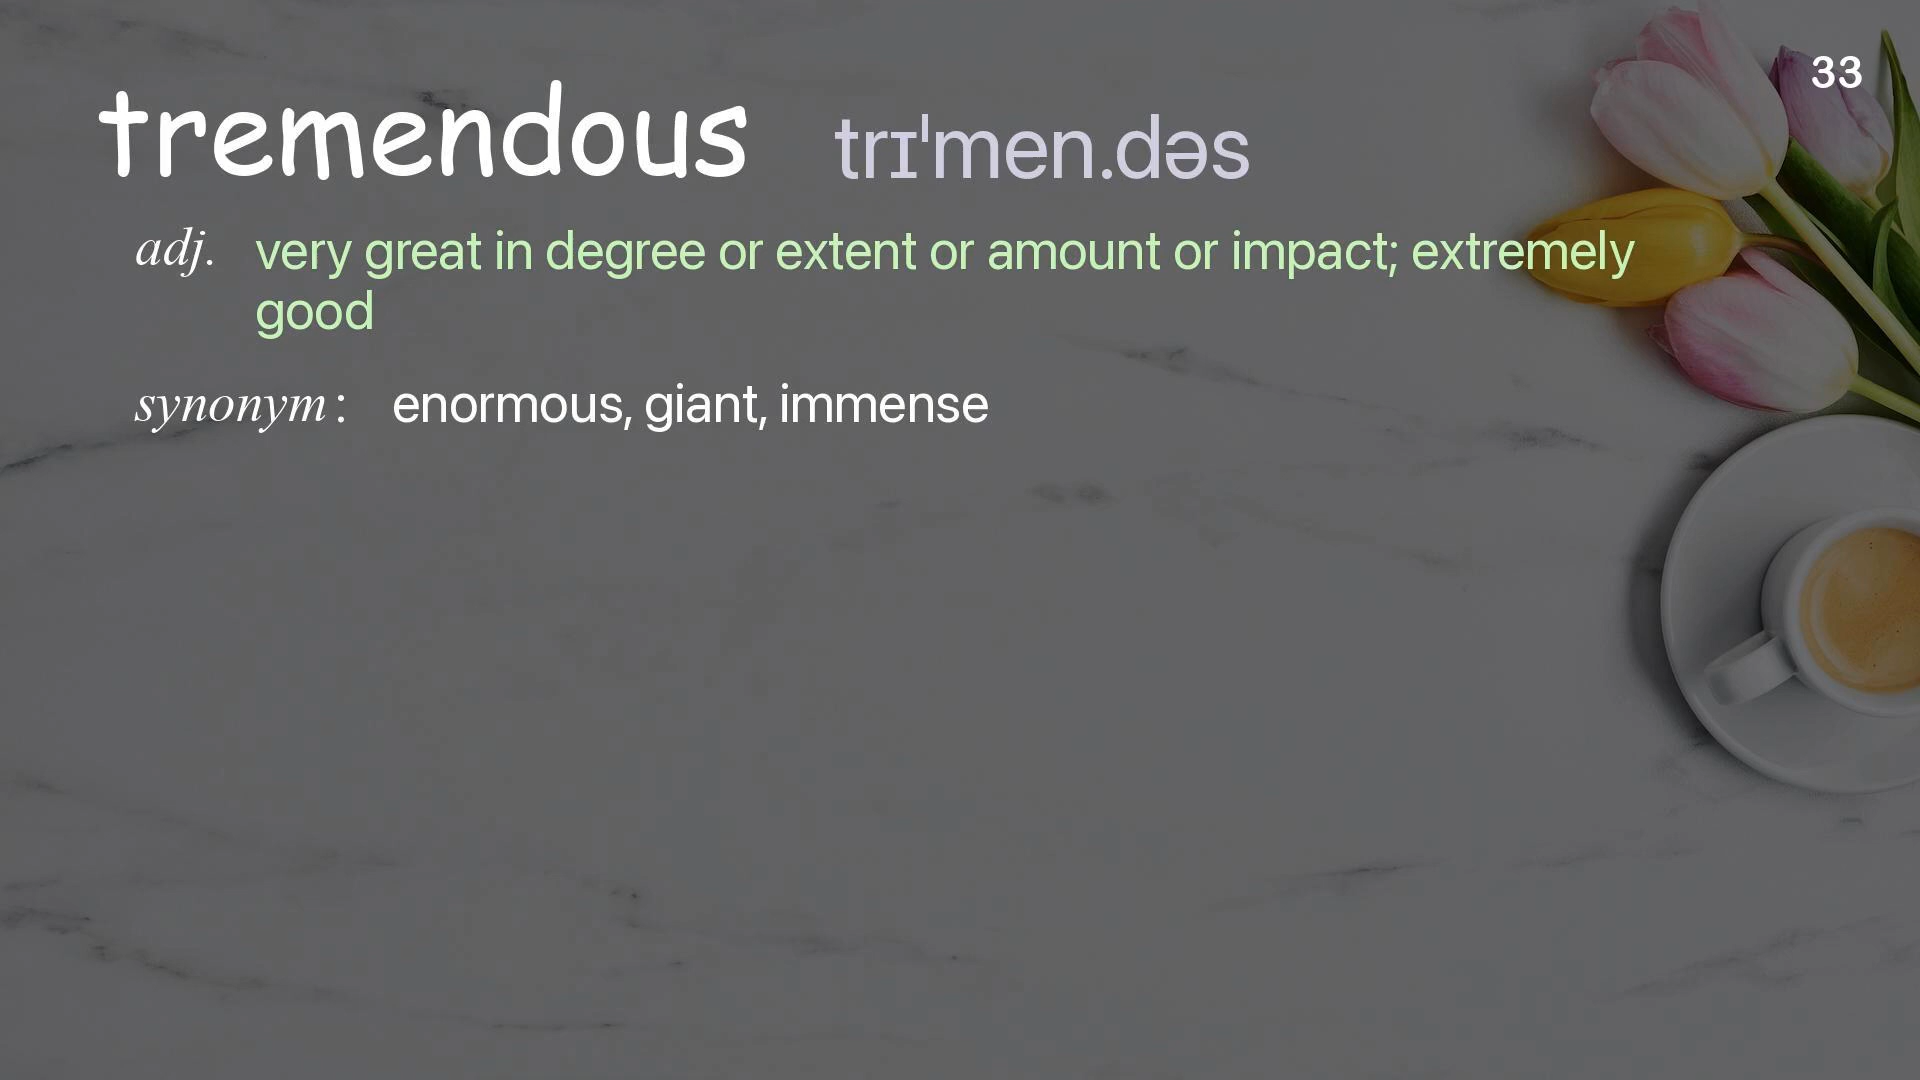 33
tremendous trɪˈmen.dəs
adj. very great in degree or extent or amount or impact; extremely
good
synonym: enormous, giant, immense